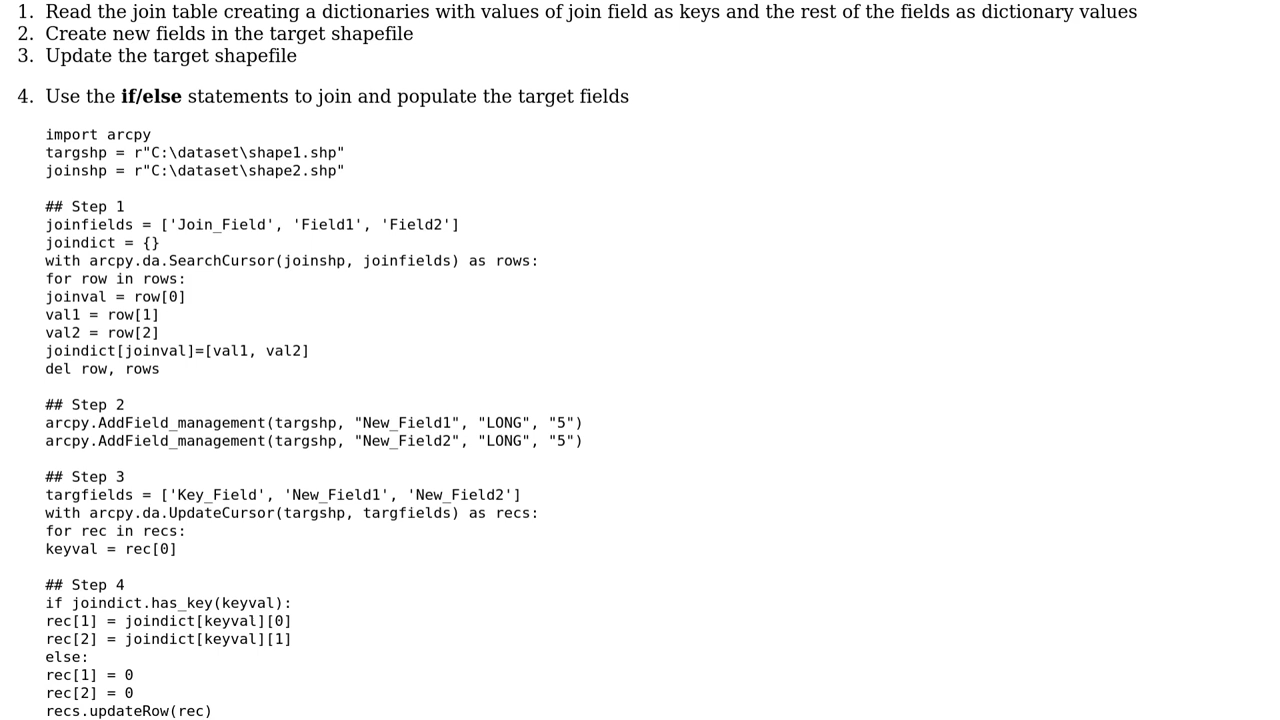 1. Read the join table creating a dictionaries with values of join field as keys and the rest of the fields as dictionary values
2. Create new fields in the target shapefile
3. Update the target shapefile
4. Use the if/else statements to join and populate the target fields
import arcpy
targshp = r"C:\dataset\shape1.shp"
joinshp = r"C:\dataset\shape2.shp"
## Step 1
joinfields = ['Join_Field', 'Field1', 'Field2']
joindict = {}
with arcpy.da.SearchCursor(joinshp, joinfields) as rows:
for row in rows:
joinval = row[0]
val1 = row[1]
val2 = row[2]
joindict[joinval]=[val1, val2]
del row, rows
## Step 2
arcpy.AddField_management(targshp, "New_Field1", "LONG", "5")
arcpy.AddField_management(targshp, "New_Field2", "LONG", "5")
## Step 3
targfields = ['Key_Field', 'New_Field1', 'New_Field2']
with arcpy.da.UpdateCursor(targshp, targfields) as recs:
for rec in recs:
keyval = rec[0]
## Step 4
if joindict.has_key(keyval):
rec[1] = joindict[keyval][0]
rec[2] = joindict[keyval][1]
else:
rec[1] = 0
rec[2] = 0
recs.updateRow(rec)